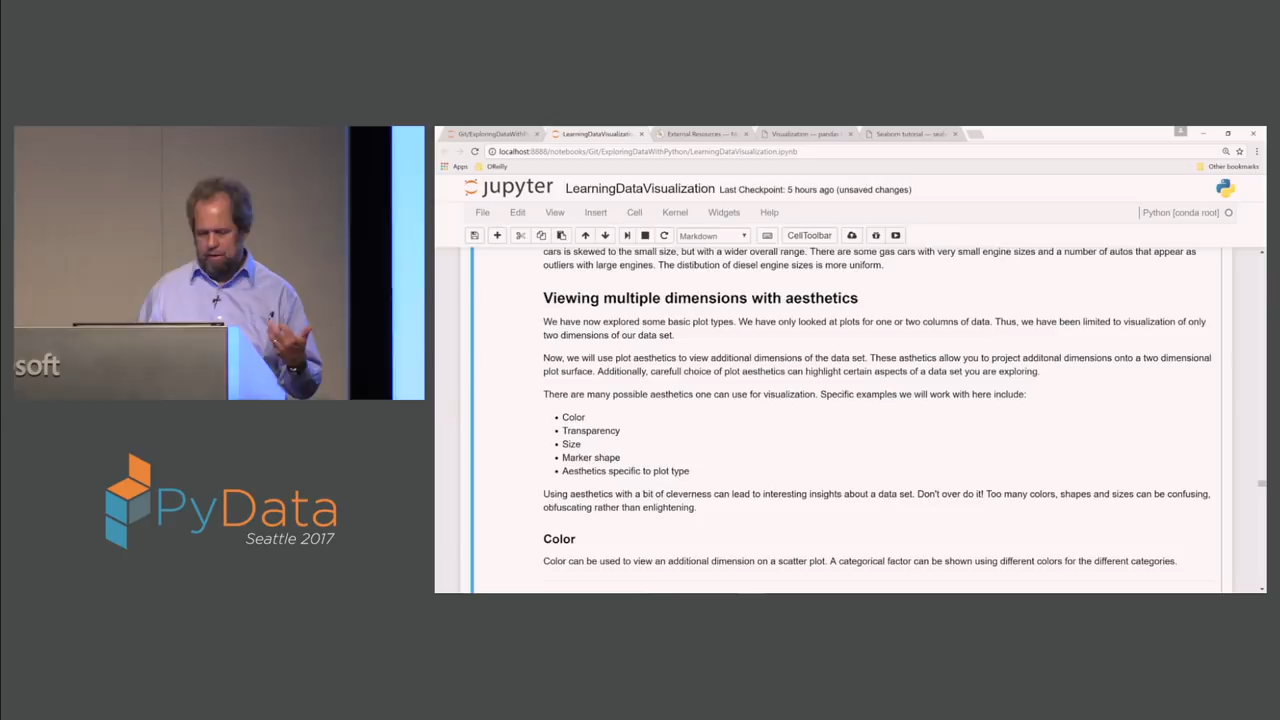 soft
PyData
Seattle 2017
Git/ExploringDataWithP
LearningDataVisualizatio
External Resources — 
Visualization — pandas
Seaborn tutorial — sea
localhost:8888/notebooks/Git/ExploringDataWithPython/LearningDataVisualization.ipynb
Apps
OReilly
Other bookmarks
jupyter
LearningDataVisualization Last Checkpoint: 5 hours ago (unsaved changes)
File Edit View Insert Cell Kernel Widgets Help
Python [conda root]
Markdown
CellToolbar
cars is skewed to the small size, but with a wider overall range. There are some gas cars with very small engine sizes and a number of autos that appear as
outliers with large engines. The distibution of diesel engine sizes is more uniform.
Viewing multiple dimensions with aesthetics
We have now explored some basic plot types. We have only looked at plots for one or two columns of data. Thus, we have been limited to visualization of only
two dimensions of our data set.
Now, we will use plot aesthetics to view additional dimensions of the data set. These asthetics allow you to project additonal dimensions onto a two dimensional
plot surface. Additionally, carefull choice of plot aesthetics can highlight certain aspects of a data set you are exploring.
There are many possible aesthetics one can use for visualization. Specific examples we will work with here include:
• Color
• Transparency
• Size
• Marker shape
• Aesthetics specific to plot type
Using aesthetics with a bit of cleverness can lead to interesting insights about a data set. Don't over do it! Too many colors, shapes and sizes can be confusing,
obfuscating rather than enlightening.
Color
Color can be used to view an additional dimension on a scatter plot. A categorical factor can be shown using different colors for the different categories.